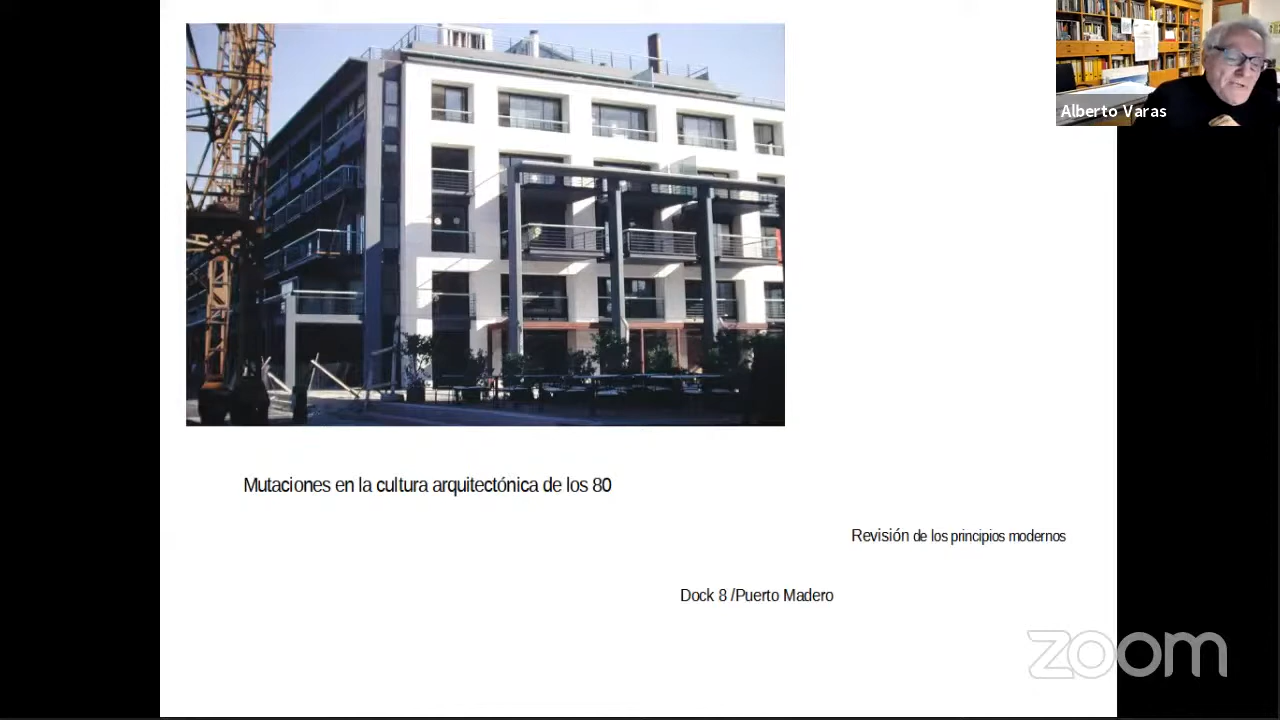 Alberto Varas
Mutaciones en la cultura arquitectónica de los 80
Revisión de los principios modernos
Dock 8 /Puerto Madero
zoom